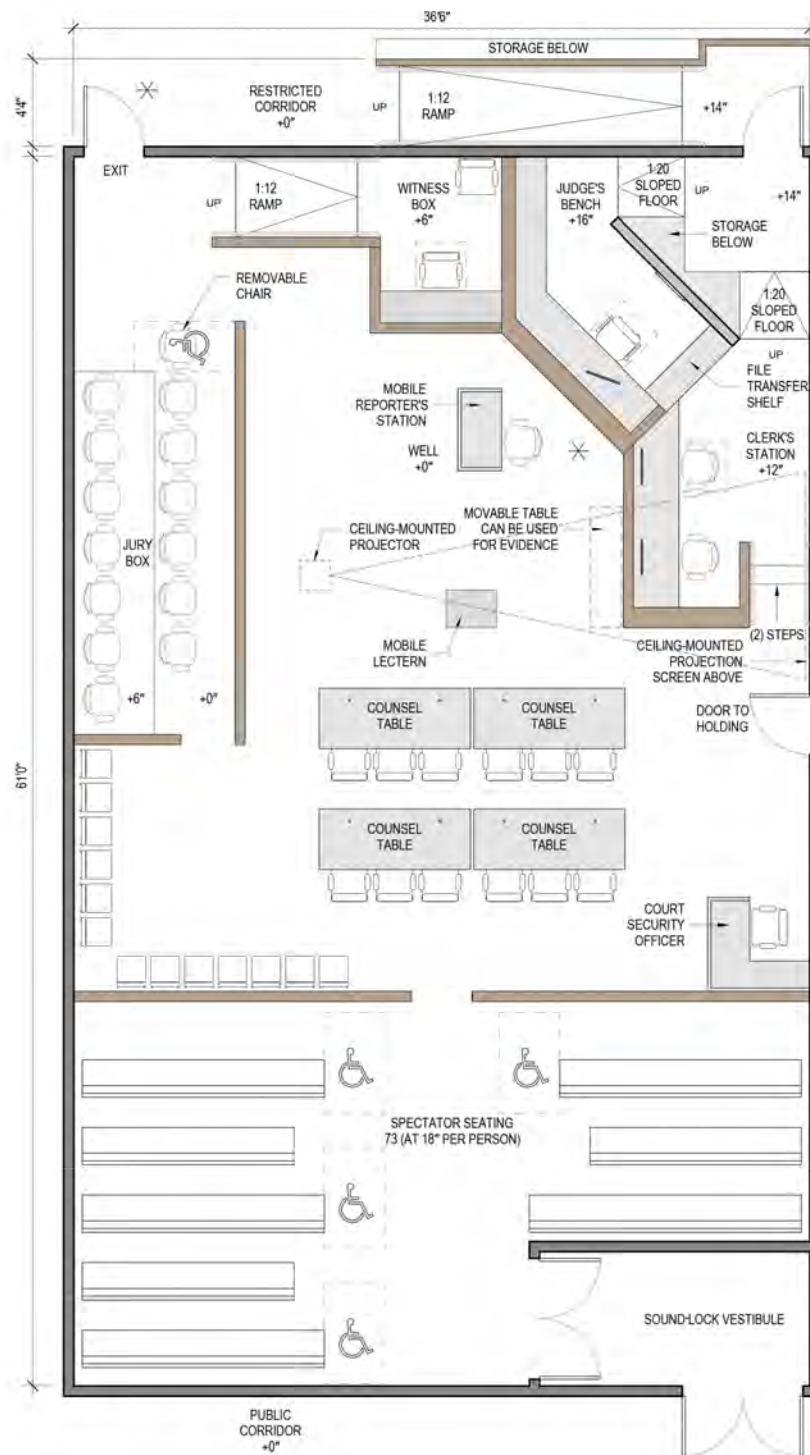 36'6"
STORAGE BELOW
4'4"
RESTRICTED
CORRIDOR
+0"
UP
1:12
RAMP
+14"
EXIT
UP
1:12
RAMP
WITNESS
BOX
+6"
JUDGE'S
BENCH
+16"
1:20
SLOPED
FLOOR
UP
+14"
STORAGE
BELOW
1:20
SLOPED
FLOOR
UP
REMOVABLE
CHAIR
FILE
TRANSFER
SHELF
MOBILE
REPORTER'S
STATION
WELL
+0"
CLERK'S
STATION
+12"
CEILING-MOUNTED
PROJECTOR
MOVABLE TABLE
CAN BE USED
FOR EVIDENCE
JURY
BOX
MOBILE
LECTERN
(2) STEPS
CEILING-MOUNTED
PROJECTION
SCREEN ABOVE
+6"
+0"
DOOR TO
HOLDING
COUNSEL
TABLE
COUNSEL
TABLE
61'0"
COUNSEL
TABLE
COUNSEL
TABLE
COURT
SECURITY
OFFICER
SPECTATOR SEATING
73 (AT 18" PER PERSON)
SOUND-LOCK VESTIBULE
PUBLIC
CORRIDOR
+0"